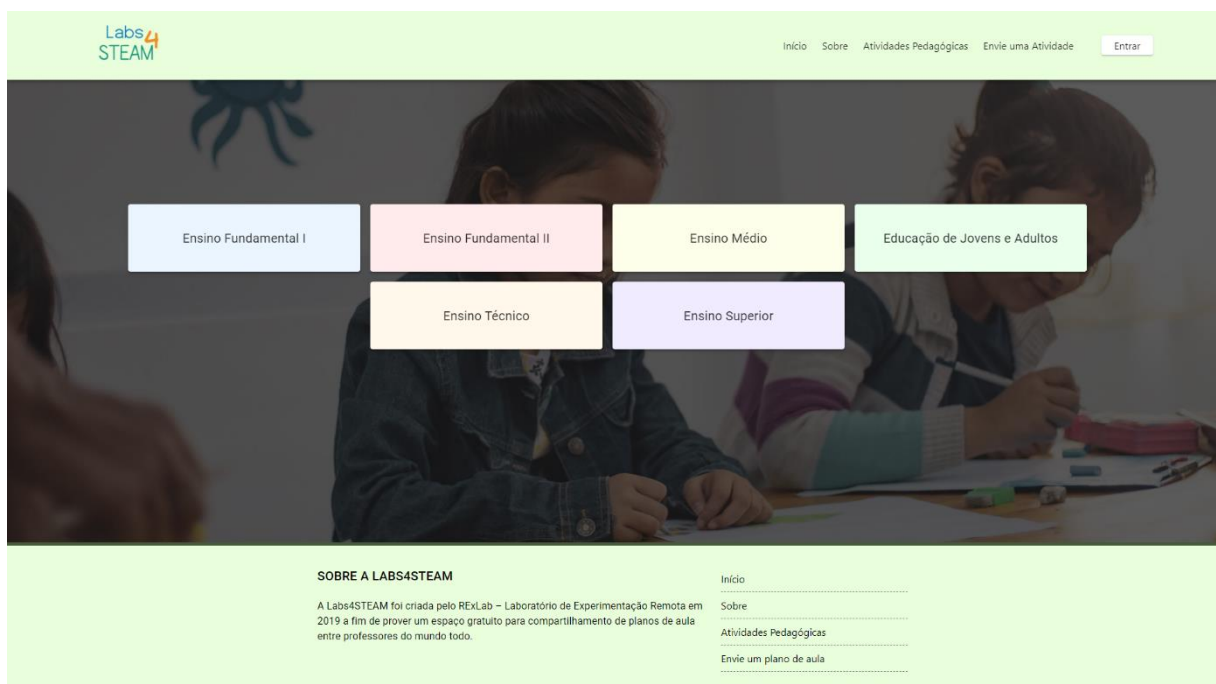 Labs4
STEAM
Início Sobre Atividades Pedagógicas Envie uma Atividade Entrar
Ensino Fundamental I Ensino Fundamental II Ensino Médio Educação de Jovens e Adultos
Ensino Técnico Ensino Superior
SOBRE A LABS4STEAM
A Labs4STEAM foi criada pelo RExLab – Laboratório de Experimentação Remota em
2019 a fim de prover um espaço gratuito para compartilhamento de planos de aula
entre professores do mundo todo.
Início
Sobre
Atividades Pedagógicas
Envie um plano de aula